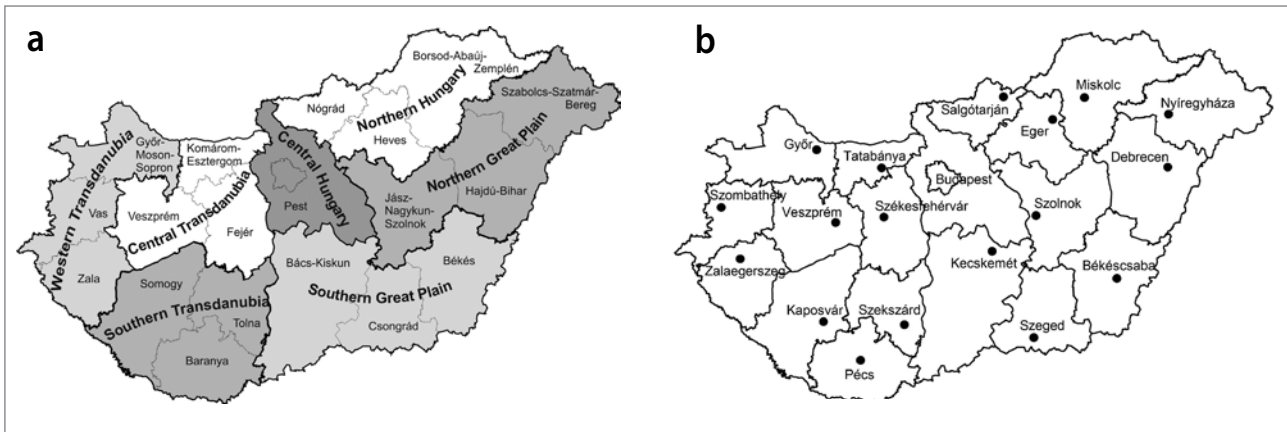 a
Borsod-Abaúj-
Zemplén
Northern Hungary
Nógrád
Heves
Szabolcs-Szatmár-
Bereg
Northern Great Plain
Hajdú-Bihar
Jász-
Nagykun-
Szolnok
Central Hungary
Pest
Győr-
Moson-
Sopron
Komárom-
Esztergom
Western Transdanubia
Vas
Zala
Veszprém
Central Transdanubia
Fejér
Somogy
Southern Transdanubia
Tolna
Baranya
Bács-Kiskun
Békés
Southern Great Plain
Csongrád
b
Miskolc
Salgótarján
Nyíregyháza
Eger
Győr
Tatabánya
Debrecen
Budapest
Szombathely
Veszprém
Székesfehérvár
Szolnok
Zalaegerszeg
Kecskemét
Békéscsaba
Kaposvár
Szekszárd
Szeged
Pécs